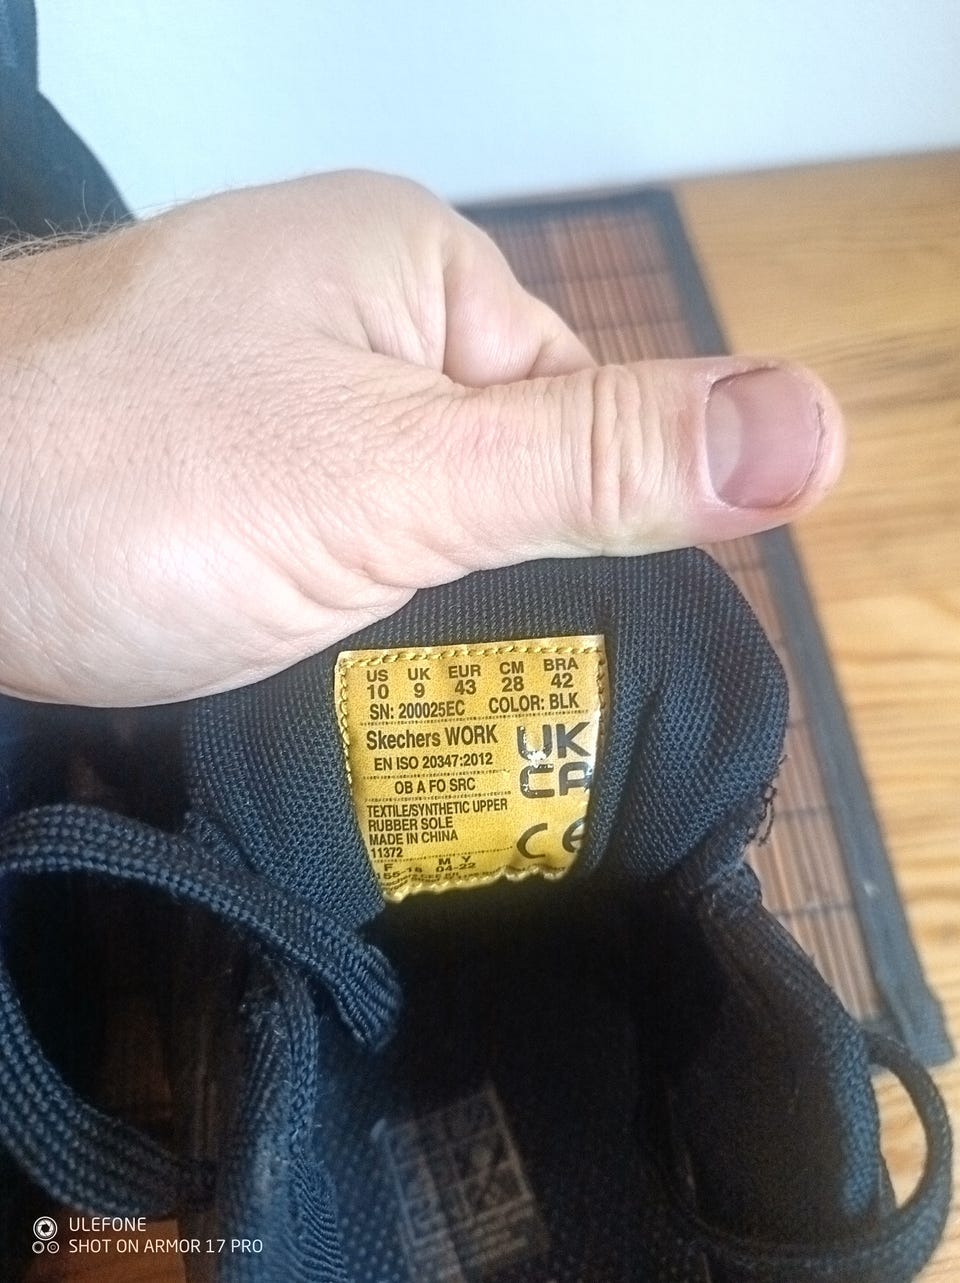 US UK EUR CM BRA
10 9 43 28 42
SN: 200025EC COLOR: BLK
Skechers WORK
EN ISO 20347:2012
OB A FO SRC
UK
CA
TEXTILE/SYNTHETIC UPPER
RUBBER SOLE
MADE IN CHINA
11372
CE
F M Y
04-22
ULEFONE
SHOT ON ARMOR 17 PRO